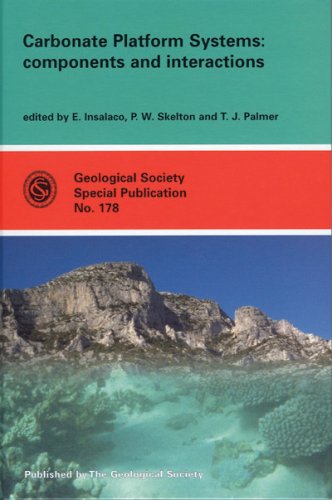 Carbonate Platform Systems:
components and interactions
edited by E. Insalaco, P. W. Skelton and T. J. Palmer
Geological Society
Special Publication
No. 178
Published by The Geological Society